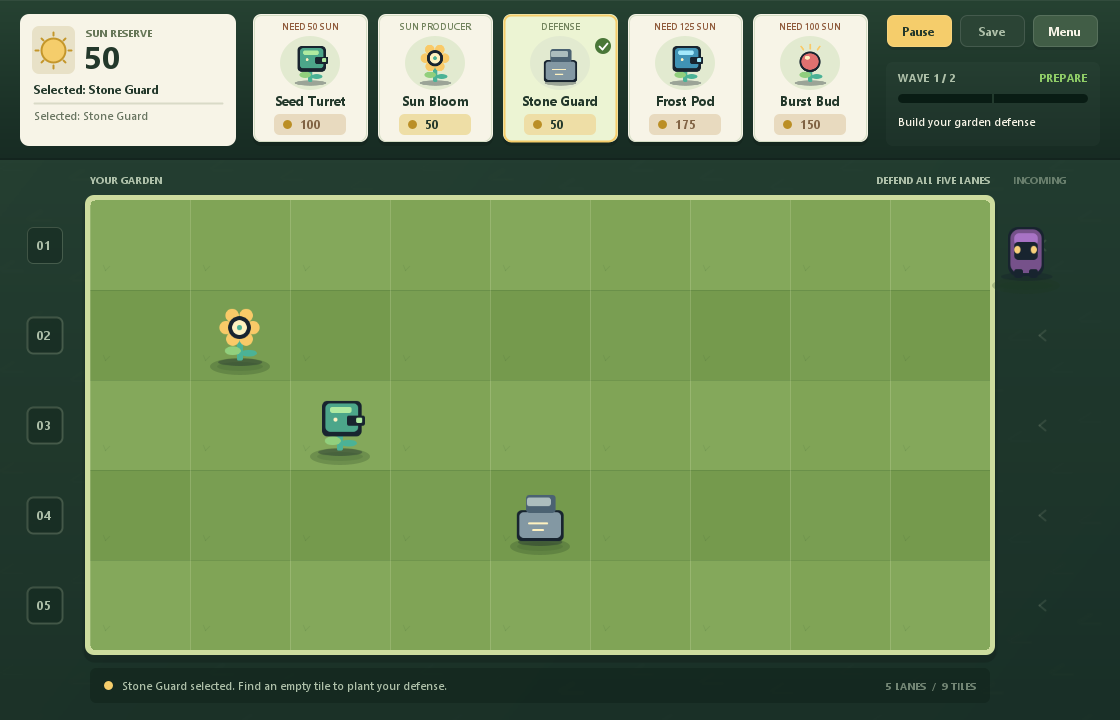 SUN RESERVE
50
Selected: Stone Guard
Selected: Stone Guard
NEED 50 SUN
Seed Turret
100
SUN PRODUCER
Sun Bloom
50
DEFENSE
Stone Guard
50
NEED 125 SUN
Frost Pod
175
NEED 100 SUN
Burst Bud
150
Pause
Save
Menu
WAVE 1 / 2
PREPARE
Build your garden defense
YOUR GARDEN
DEFEND ALL FIVE LANES
INCOMING
01
02
03
04
05
Stone Guard selected. Find an empty tile to plant your defense.
5 LANES / 9 TILES